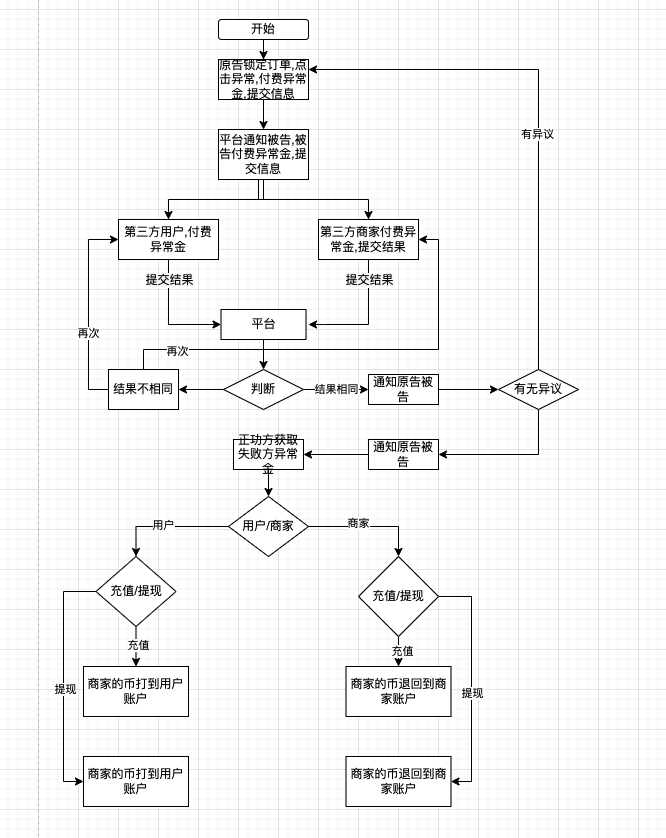 开始
原告锁定订单,点
击异常,付费异常
金,提交信息
有异议
平台通知被告,被
告付费异常金,提
交信息
第三方用户,付费
异常金
第三方商家付费异
常金,提交结果
提交结果
提交结果
平台
再次
再次
结果不相同
判断
结果相同
通知原告被
告
有无异议
正功方获取
失败方异常
金
通知原告被
告
用户
用户/商家
商家
充值/提现
充值/提现
充值
充值
提现
商家的币打到用户
账户
商家的币退回到商
家账户
提现
商家的币打到用户
账户
商家的币退回到商
家账户